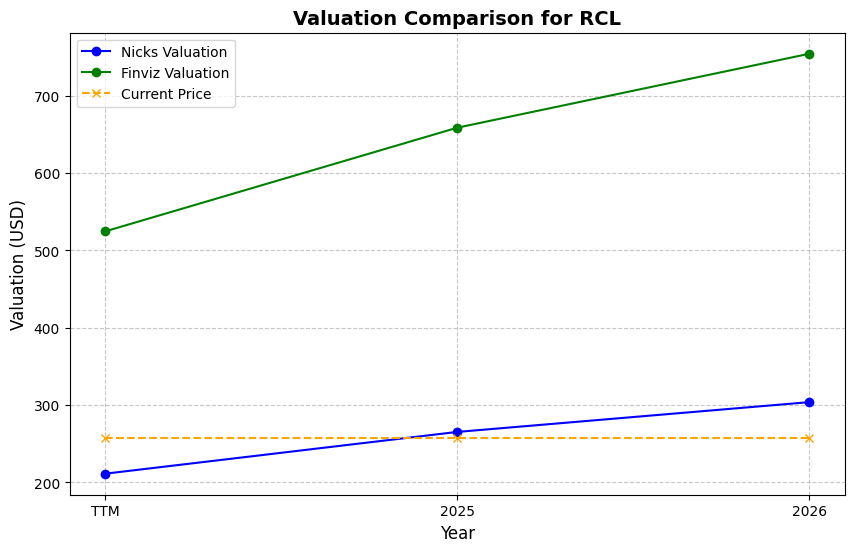 Valuation Comparison for RCL
Nicks Valuation
Finviz Valuation
Current Price
Valuation (USD)
700
600
500
400
300
200
TTM
2025
2026
Year